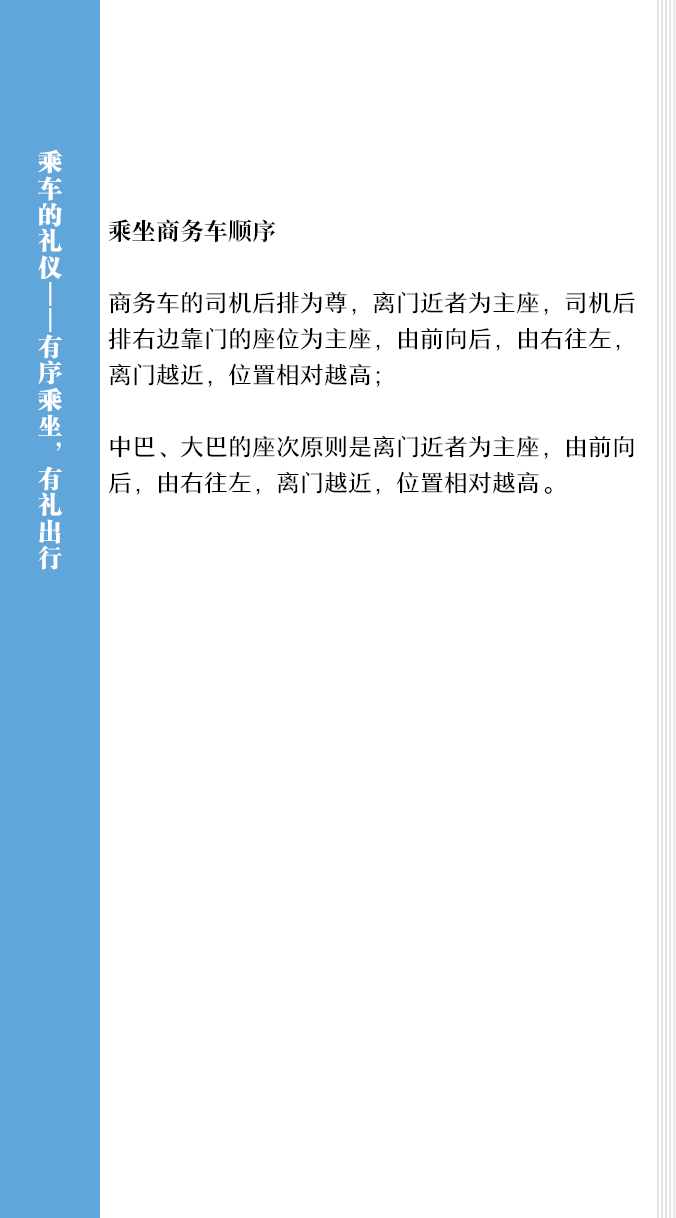 乘车的礼仪——有序乘坐，有礼出行
乘坐商务车顺序
商务车的司机后排为尊，离门近者为主座，司机后
排右边靠门的座位为主座，由前向后，由右往左，
离门越近，位置相对越高；
中巴、大巴的座次原则是离门近者为主座，由前向
后，由右往左，离门越近，位置相对越高。